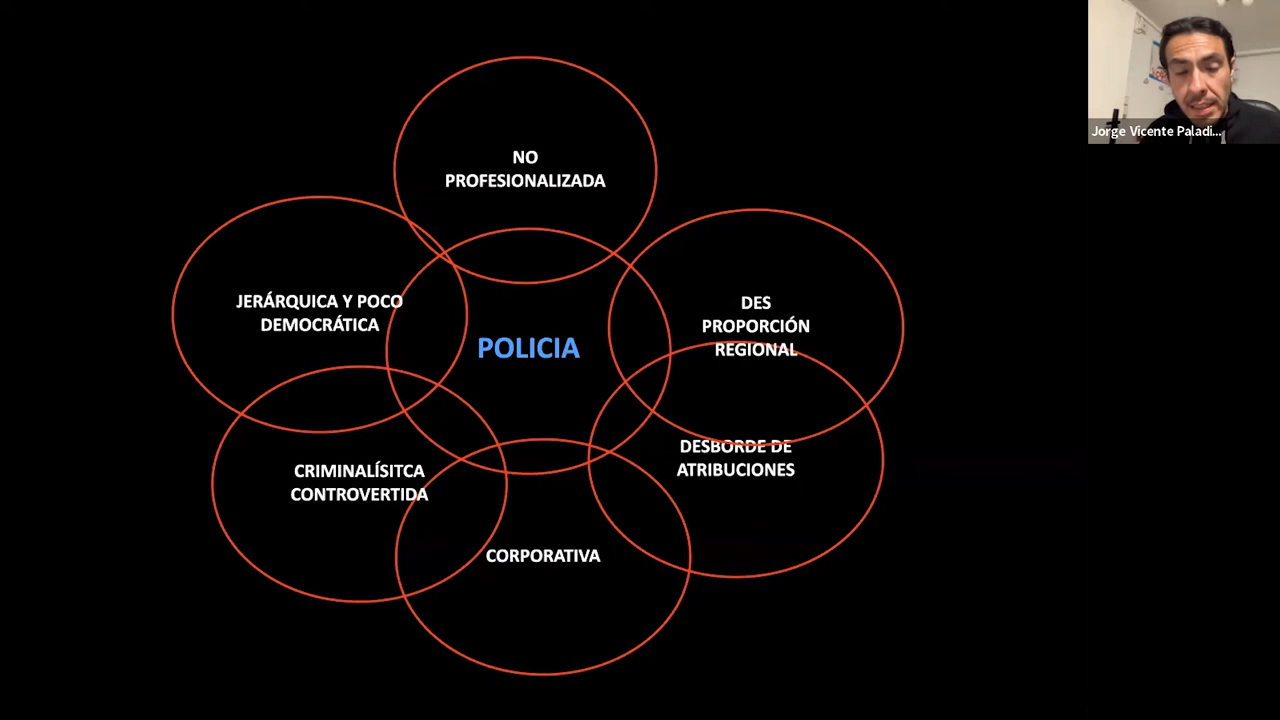 NO
PROFESIONALIZADA
JERÁRQUICA Y POCO
DEMOCRÁTICA
DES
PROPORCIÓN
REGIONAL
POLICIA
DESBORDE DE
ATRIBUCIONES
CRIMINALÍSITCA
CONTROVERTIDA
CORPORATIVA
Jorge Vicente Paladi...